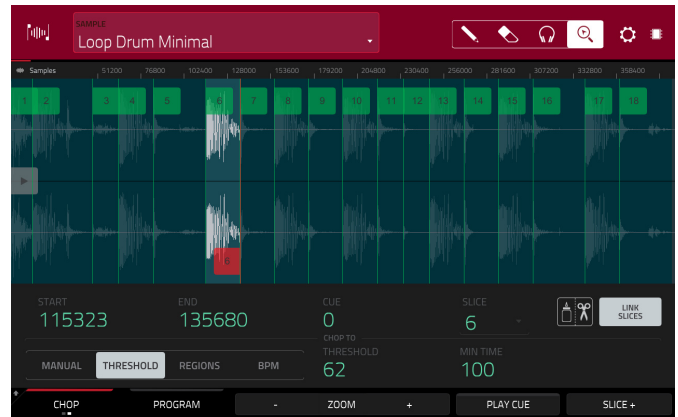 SAMPLE
Loop Drum Minimal
Samples 51200 76800 102400 128000 153600 179200 204800 230400 256000 281600 307200 332800 358400
1 2 3 4 5 6 7 8 9 10 11 12 13 14 15 16 17 18
6
START END CUE SLICE
115323 135680 0 6
LINK
SLICES
CHOP TO
THRESHOLD MIN TIME
MANUAL THRESHOLD REGIONS BPM
62 100
CHOP PROGRAM - ZOOM + PLAY CUE SLICE +